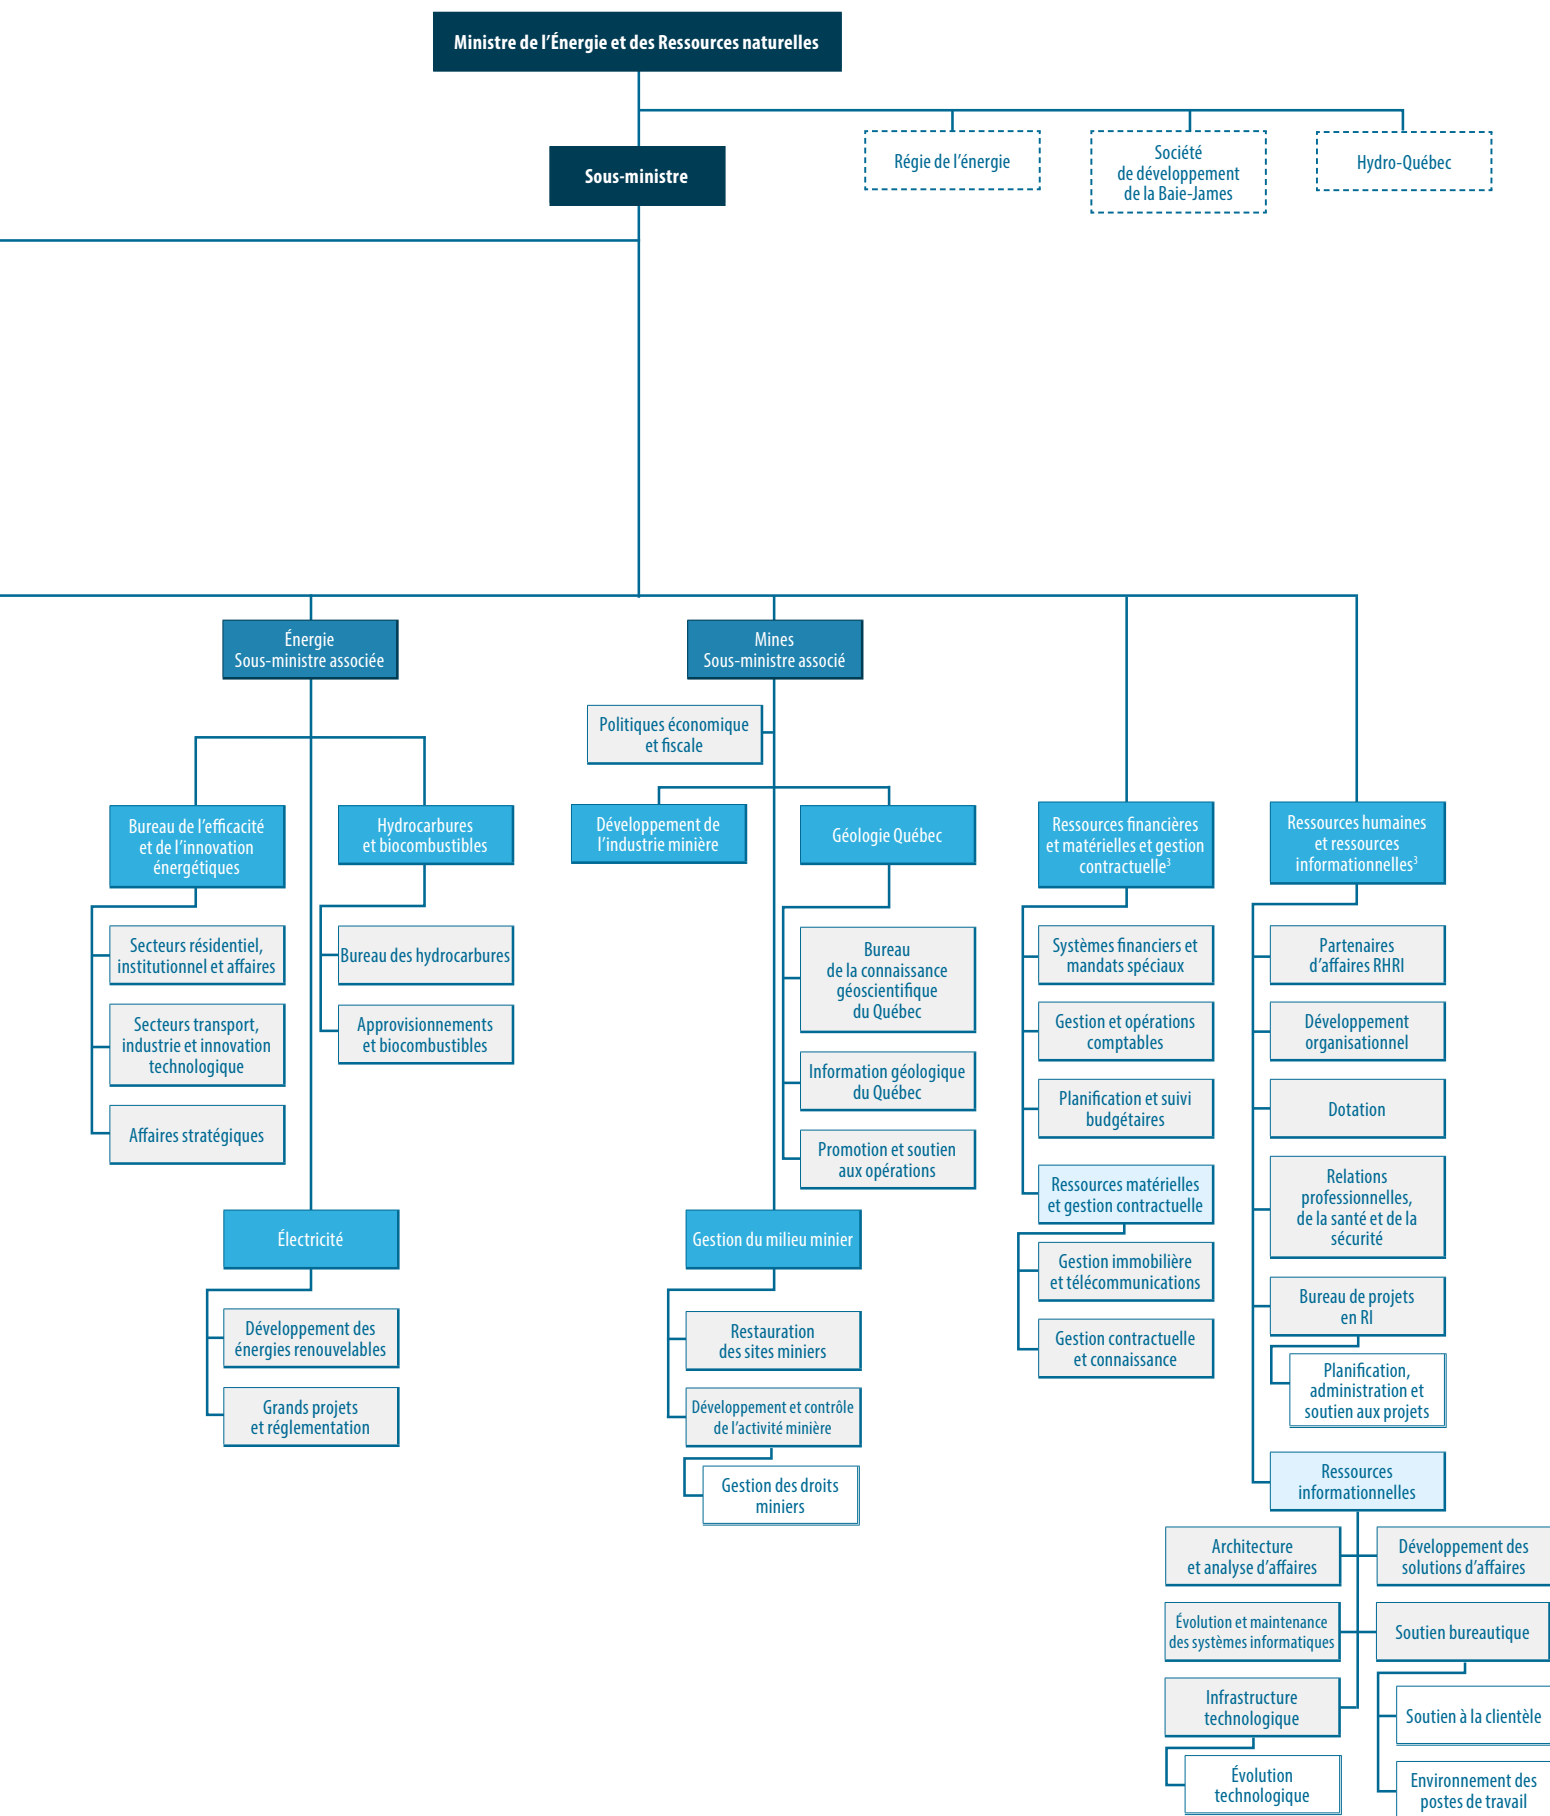 Ministre de l’Énergie et des Ressources naturelles
Sous-ministre
Régie de l’énergie
Société
de développement
de la Baie-James
Hydro-Québec
Énergie
Sous-ministre associée
Bureau de l’efficacité
et de l’innovation
énergétiques
Secteurs résidentiel,
institutionnel et affaires
Secteurs transport,
industrie et innovation
technologique
Affaires stratégiques
Hydrocarbures
et biocombustibles
Bureau des hydrocarbures
Approvisionnements
et biocombustibles
Électricité
Développement des
énergies renouvelables
Grands projets
et réglementation
Mines
Sous-ministre associé
Politiques économique
et fiscale
Développement de
l’industrie minière
Géologie Québec
Bureau
de la connaissance
géoscientifique
du Québec
Information géologique
du Québec
Promotion et soutien
aux opérations
Gestion du milieu minier
Restauration
des sites miniers
Développement et contrôle
de l’activité minière
Gestion des droits
miniers
Ressources financières
et matérielles et gestion
contractuelle³
Systèmes financiers et
mandats spéciaux
Gestion et opérations
comptables
Planification et suivi
budgétaires
Ressources matérielles
et gestion contractuelle
Gestion immobilière
et télécommunications
Gestion contractuelle
et connaissance
Ressources humaines
et ressources
informationnelles³
Partenaires
d’affaires RHRI
Développement
organisationnel
Dotation
Relations
professionnelles,
de la santé et de la
sécurité
Bureau de projets
en RI
Planification,
administration et
soutien aux projets
Ressources
informationnelles
Architecture
et analyse d’affaires
Développement des
solutions d’affaires
Évolution et maintenance
des systèmes informatiques
Soutien bureautique
Infrastructure
technologique
Soutien à la clientèle
Évolution
technologique
Environnement des
postes de travail